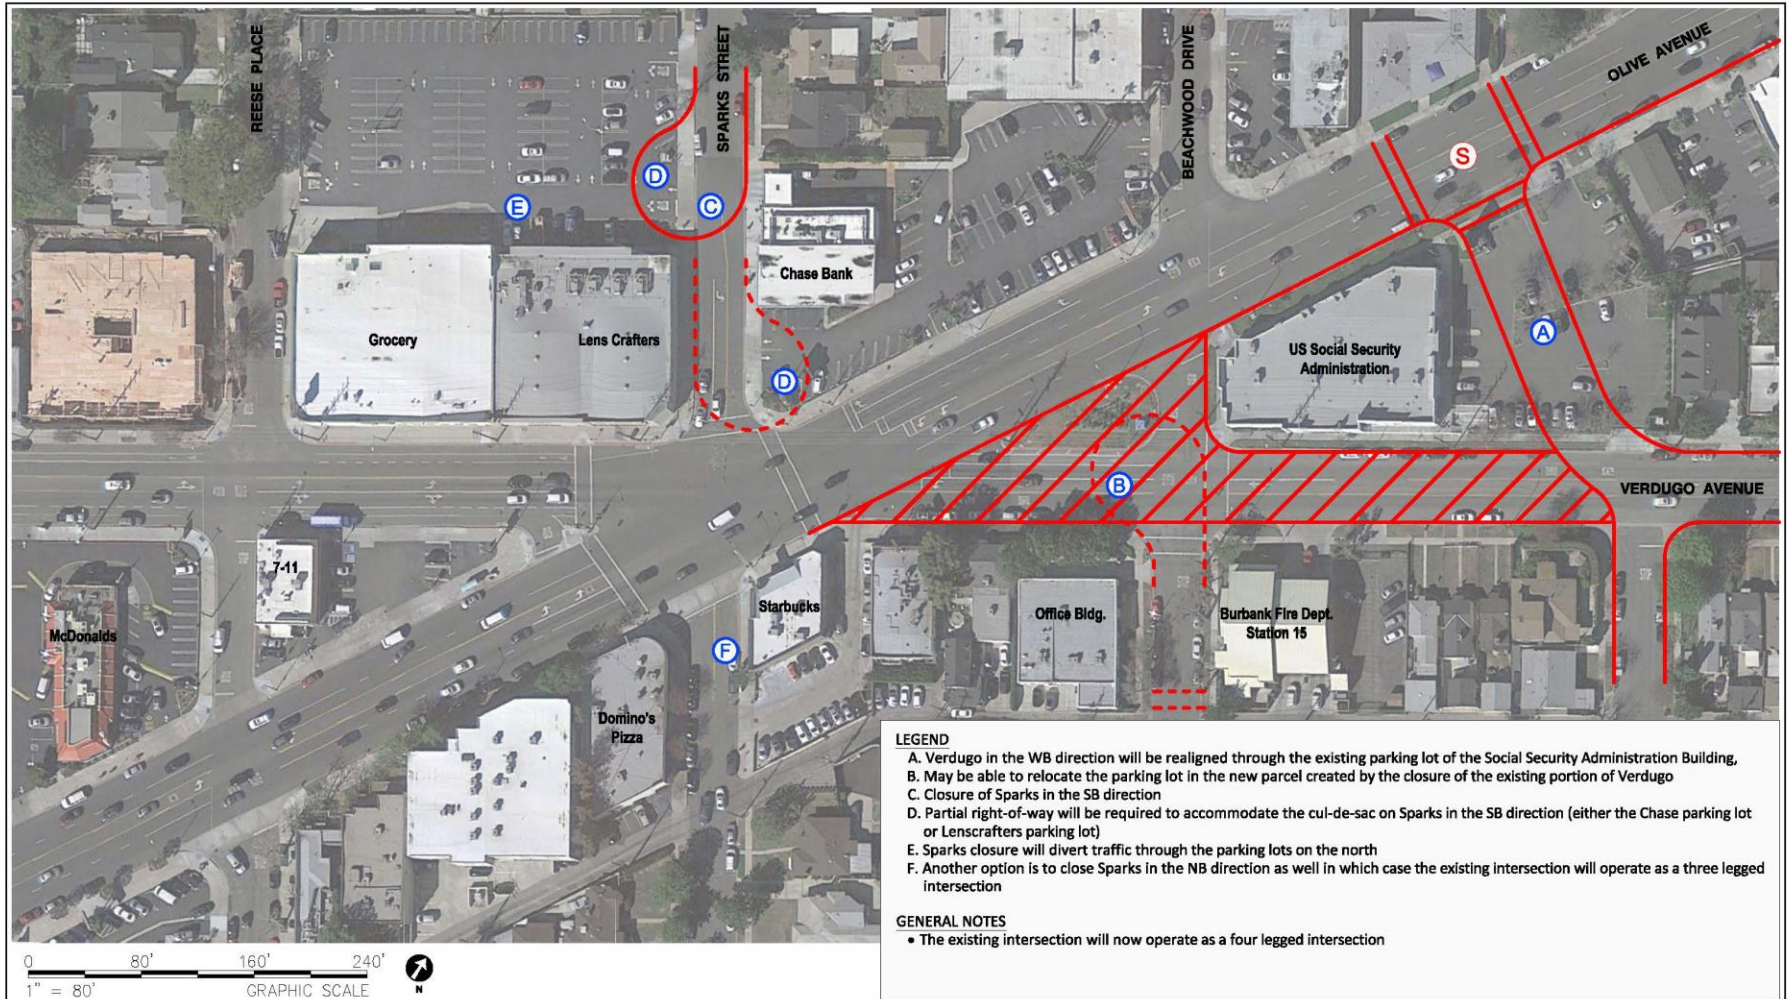 REESE PLACE
SPARKS STREET
BEACHWOOD DRIVE
OLIVE AVENUE
S
D
C
E
Chase Bank
Grocery
Lens Crafters
A
US Social Security
Administration
D
B
VERDUGO AVENUE
7-11
McDonalds
Starbucks
Office Bldg.
Burbank Fire Dept.
Station 15
F
Domino's
Pizza
LEGEND
A. Verdugo in the WB direction will be realigned through the existing parking lot of the Social Security Administration Building,
B. May be able to relocate the parking lot in the new parcel created by the closure of the existing portion of Verdugo
C. Closure of Sparks in the SB direction
D. Partial right-of-way will be required to accommodate the cul-de-sac on Sparks in the SB direction (either the Chase parking lot
or Lenscrafters parking lot)
E. Sparks closure will divert traffic through the parking lots on the north
F. Another option is to close Sparks in the NB direction as well in which case the existing intersection will operate as a three legged
intersection
GENERAL NOTES
• The existing intersection will now operate as a four legged intersection
0 80' 160' 240'
1" = 80' GRAPHIC SCALE
N